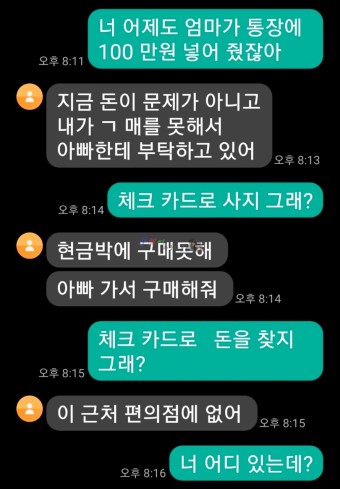 너 어제도 엄마가 통장에
100 만원 넣어 줬잖아
오후 8:11
지금 돈이 문제가 아니고
내가 ㄱ 매를 못해서
아빠한테 부탁하고 있어
오후 8:13
체크 카드로 사지 그래?
오후 8:14
현금박에 구매못해
아빠 가서 구매해줘
오후 8:14
체크 카드로 돈을 찾지
그래?
오후 8:15
이 근처 편의점에 없어
오후 8:15
너 어디 있는데?
오후 8:16